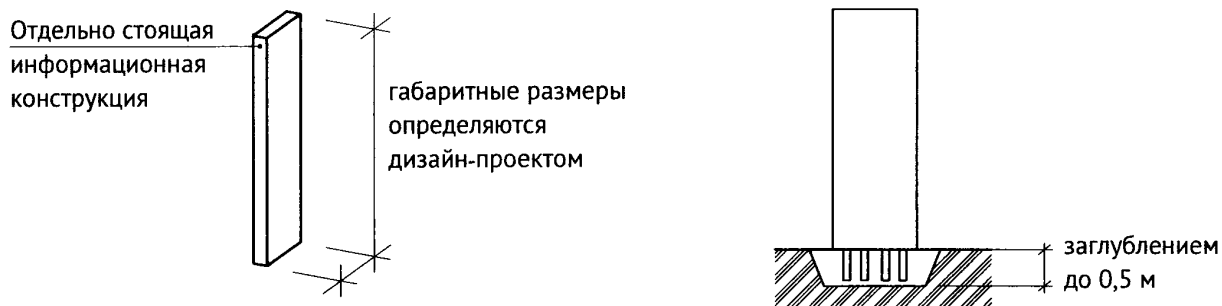 Отдельно стоящая
информационная
конструкция
габаритные размеры
определяются
дизайн-проектом
заглублением
до 0,5 м